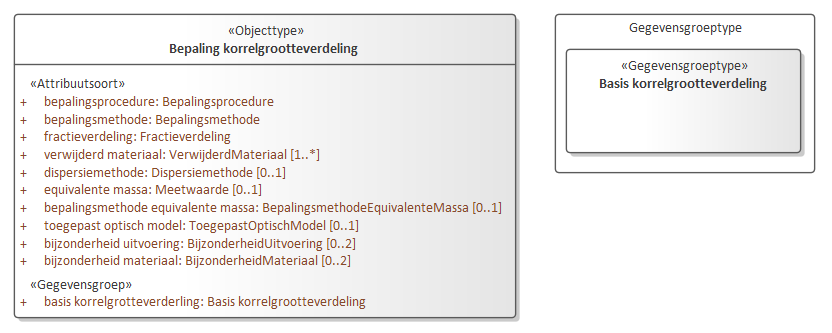 «Objecttype»
Bepaling korrelgrootteverdeling
«Attribuutsoort»
+ bepalingsprocedure: Bepalingsprocedure
+ bepalingsmethode: Bepalingsmethode
+ fractieverdeling: Fractieverdeling
+ verwijderd materiaal: VerwijderdMateriaal [1..*]
+ dispersiemethode: Dispersiemethode [0..1]
+ equivalente massa: Meetwaarde [0..1]
+ bepalingsmethode equivalente massa: BepalingsmethodeEquivalenteMassa [0..1]
+ toegepast optisch model: ToegepastOptischModel [0..1]
+ bijzonderheid uitvoering: BijzonderheidUitvoering [0..2]
+ bijzonderheid materiaal: BijzonderheidMateriaal [0..2]
«Gegevensgroep»
+ basis korrelgrotteverderling: Basis korrelgrootteverdeling
Gegevensgroeptype
«Gegevensgroeptype»
Basis korrelgrootteverdeling